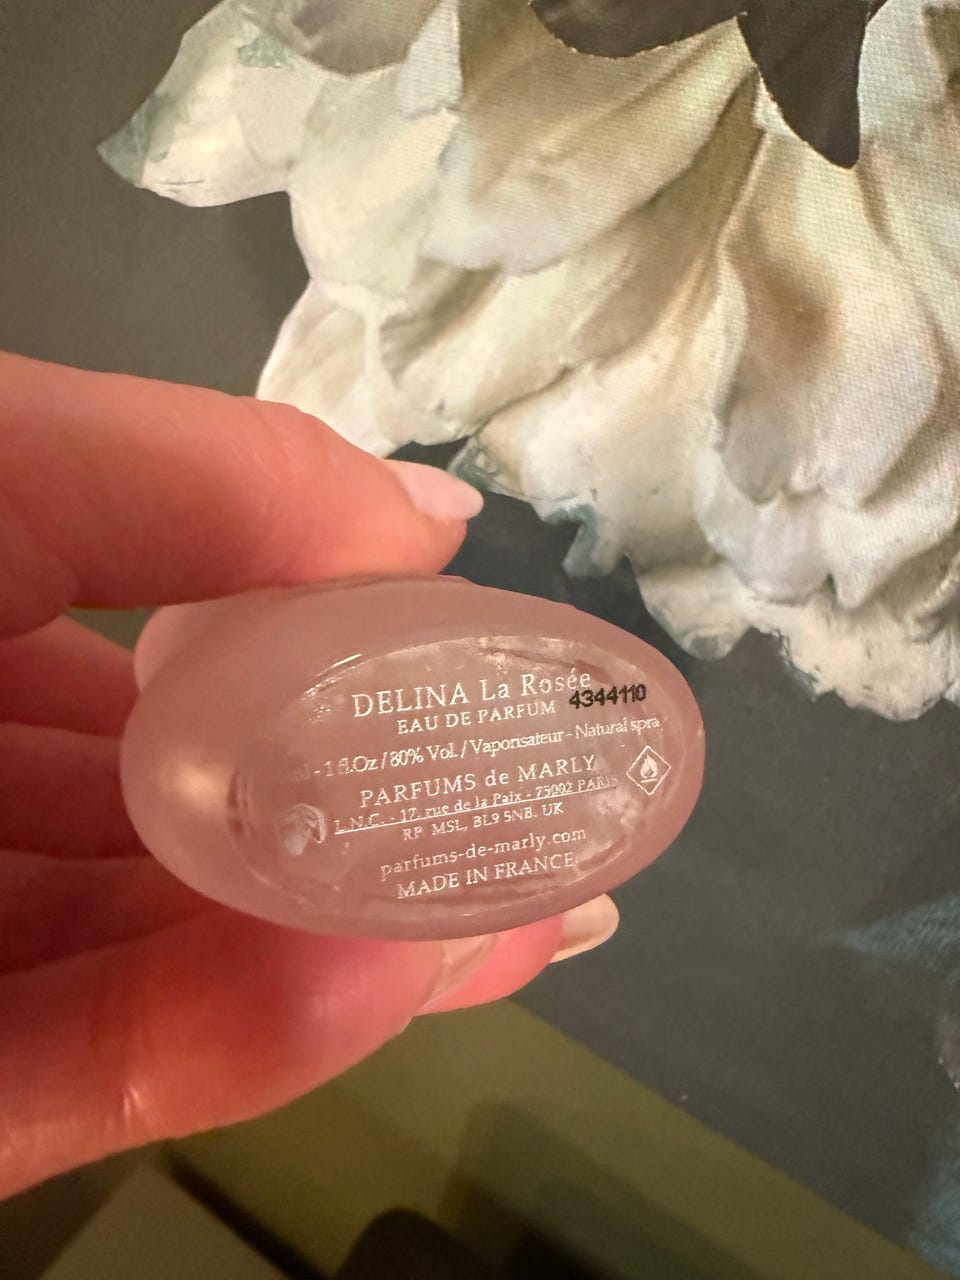 DELINA La Rosée
4344110
EAU DE PARFUM
- 1 fl.Oz / 80% Vol. / Vaporisateur - Natural spra
PARFUMS de MARLY
L.N.C. - 17, rue de la Paix - 75002 PARIS
RP. MSL, BL9 5NB. UK
parfums-de-marly.com
MADE IN FRANCE